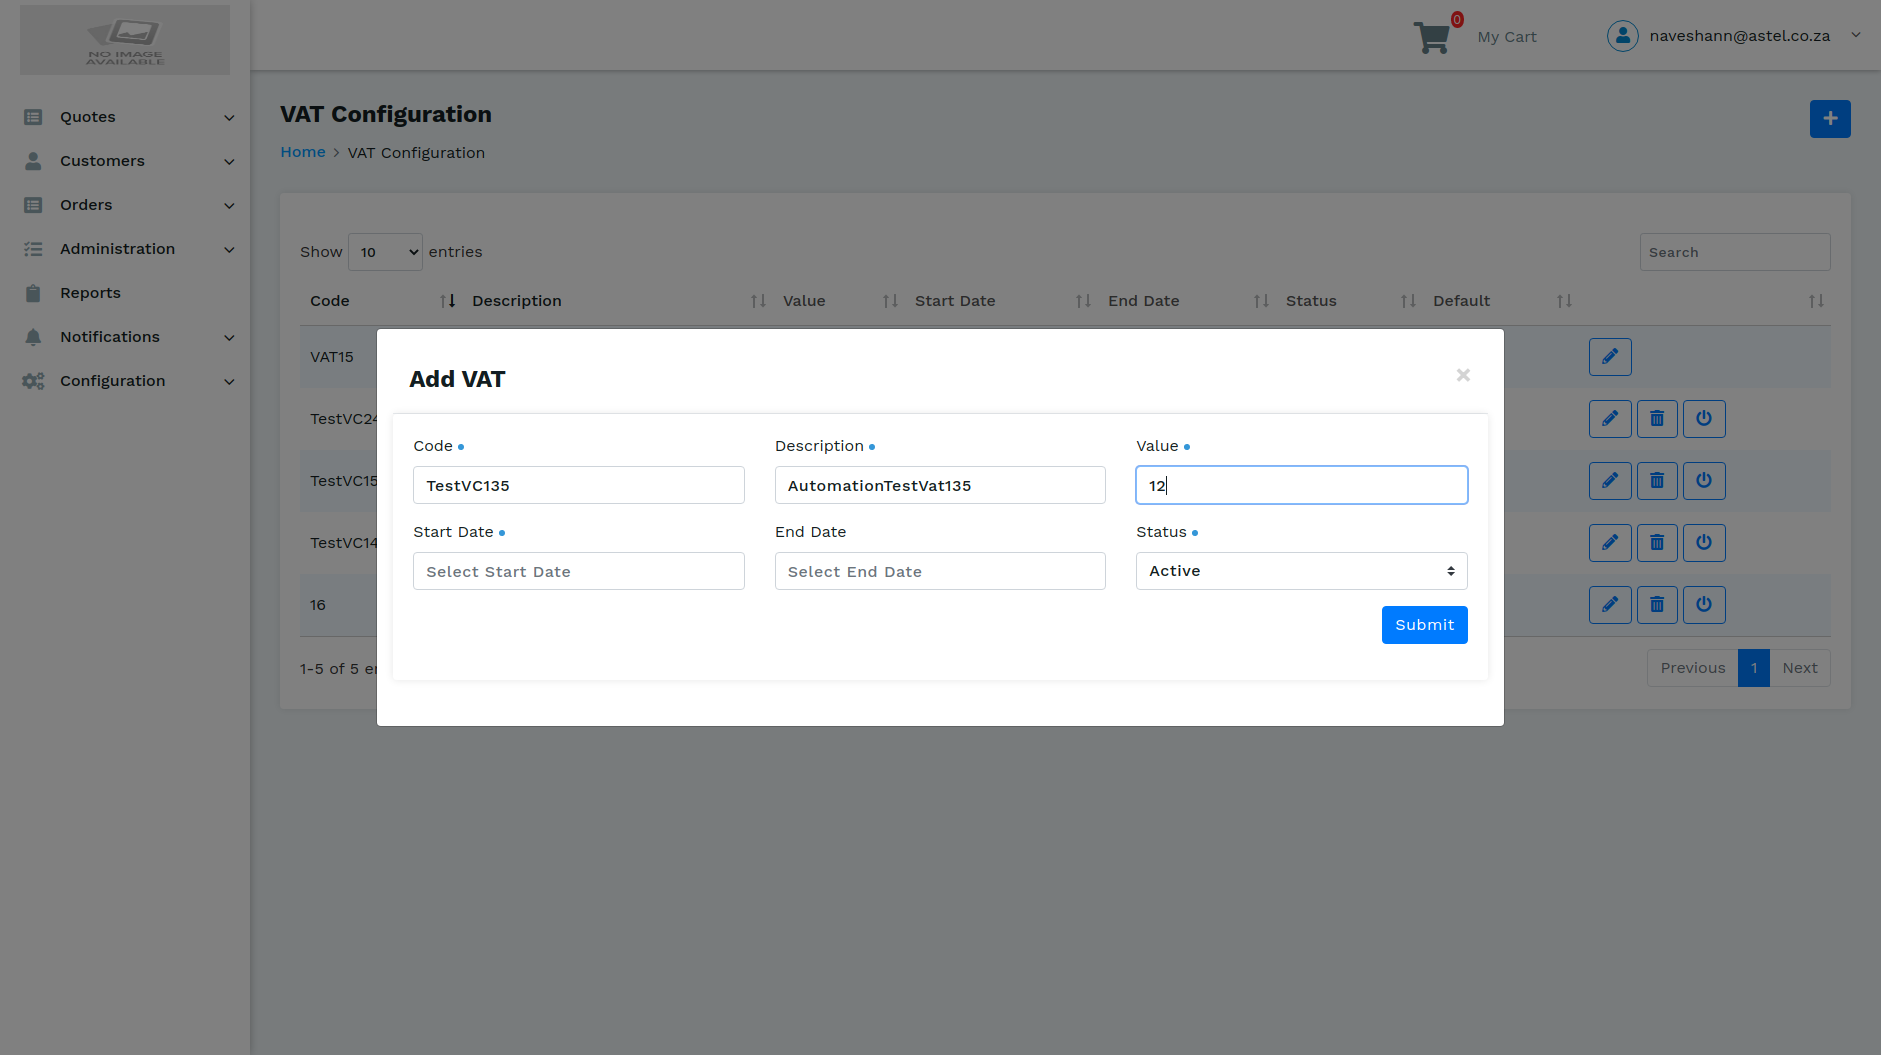 NO IMAGE
AVAILABLE
0
My Cart
naveshann@astel.co.za
Quotes
Customers
Orders
Administration
Reports
Notifications
Configuration
VAT Configuration
Home > VAT Configuration
Show 10 entries
Search
Code Description Value Start Date End Date Status Default
VAT15
TestVC24
TestVC15
TestVC14
16
1-5 of 5 en
Previous 1 Next
Add VAT
×
Code Description Value
TestVC135 AutomationTestVat135 12
Start Date End Date Status
Select Start Date Select End Date Active
Submit